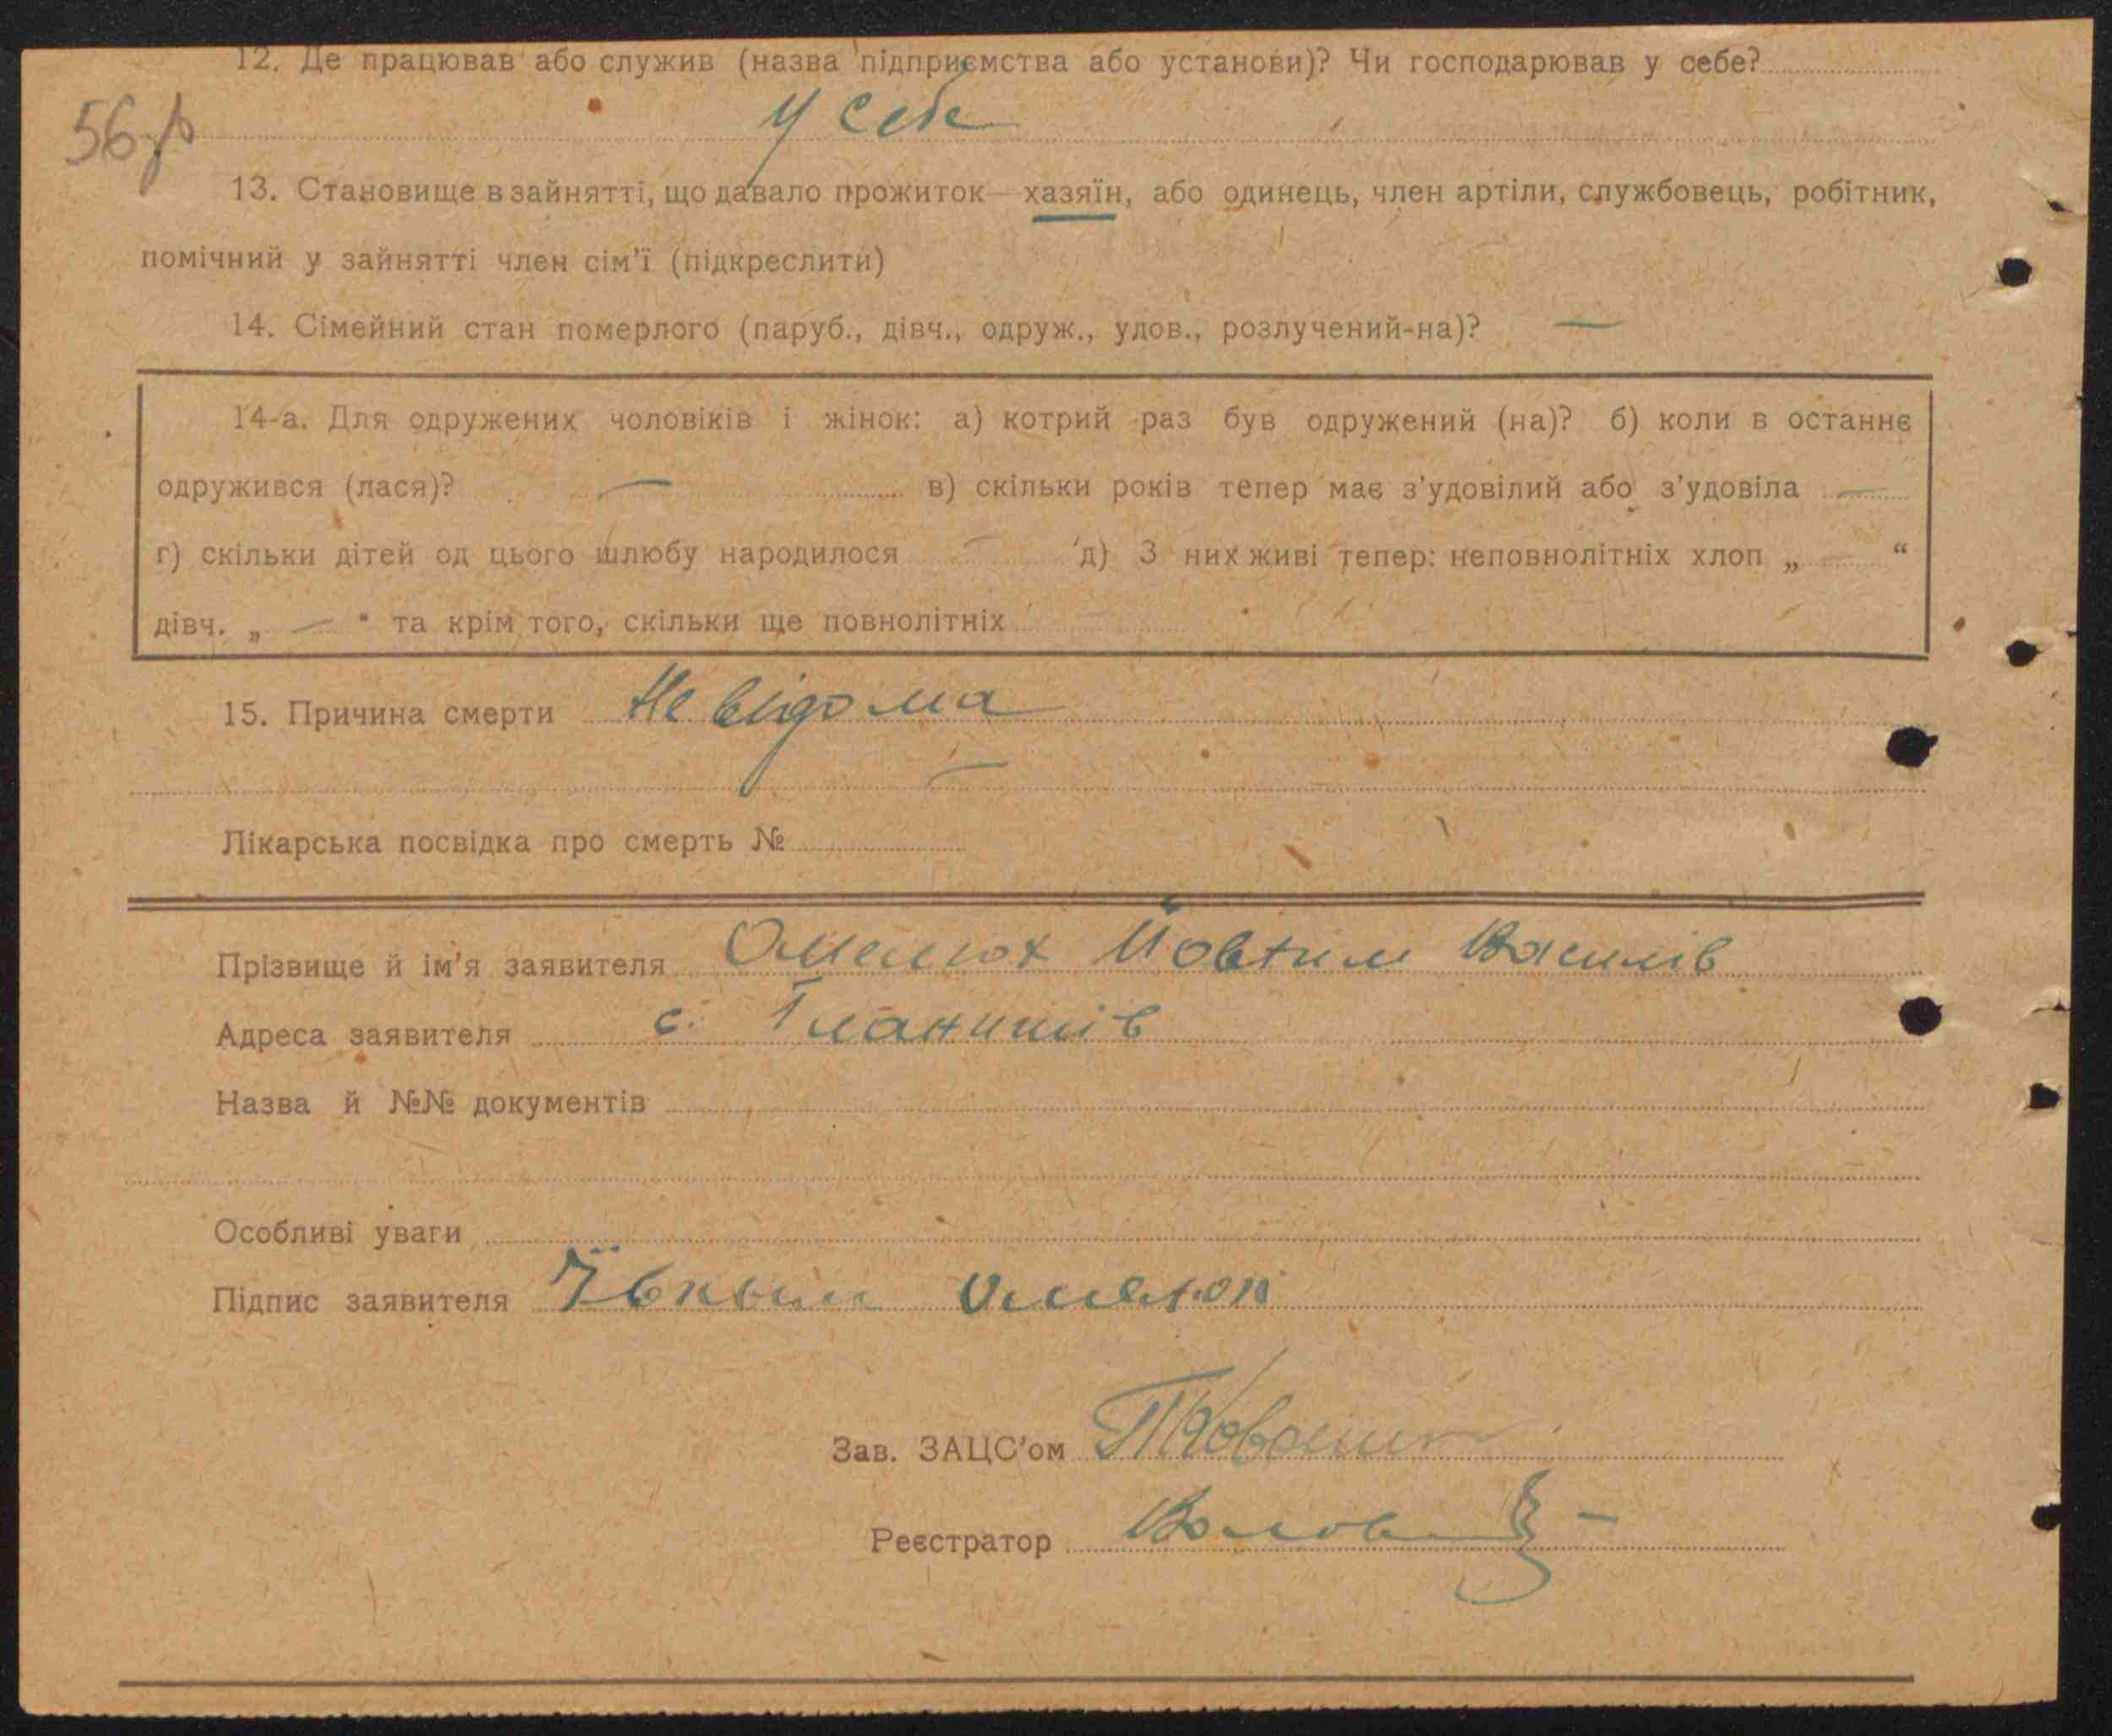 12. Де працював або служив (назва підприємства або установи)? Чи господарював у себе?
56зв
у себе
13. Становище в зайнятті, що давало прожиток — хазяїн, або одинець, член артіли, службовець, робітник,
помічний у зайнятті член сім'ї (підкреслити)
14. Сімейний стан померлого (паруб., дівч., одруж., удов., розлучений-на)? —
14-а. Для одружених чоловіків і жінок: а) котрий раз був одружений (на)? б) коли в останнє
одружився (лася)? — в) скільки років тепер має з'удовілий або з'удовіла —
г) скільки дітей од цього шлюбу народилося — д) З них живі тепер: неповнолітніх хлоп „ — “
дівч. „ — “ та крім того, скільки ще повнолітніх —
15. Причина смерти Не відома
—
Лікарська посвідка про смерть №
Прізвище й ім'я заявителя Омелюх Йовтим Василів
Адреса заявителя с. Гланишів
Назва й №№ документів
Особливі уваги
Підпис заявителя
Зав. ЗАЦС'ом
Реєстратор